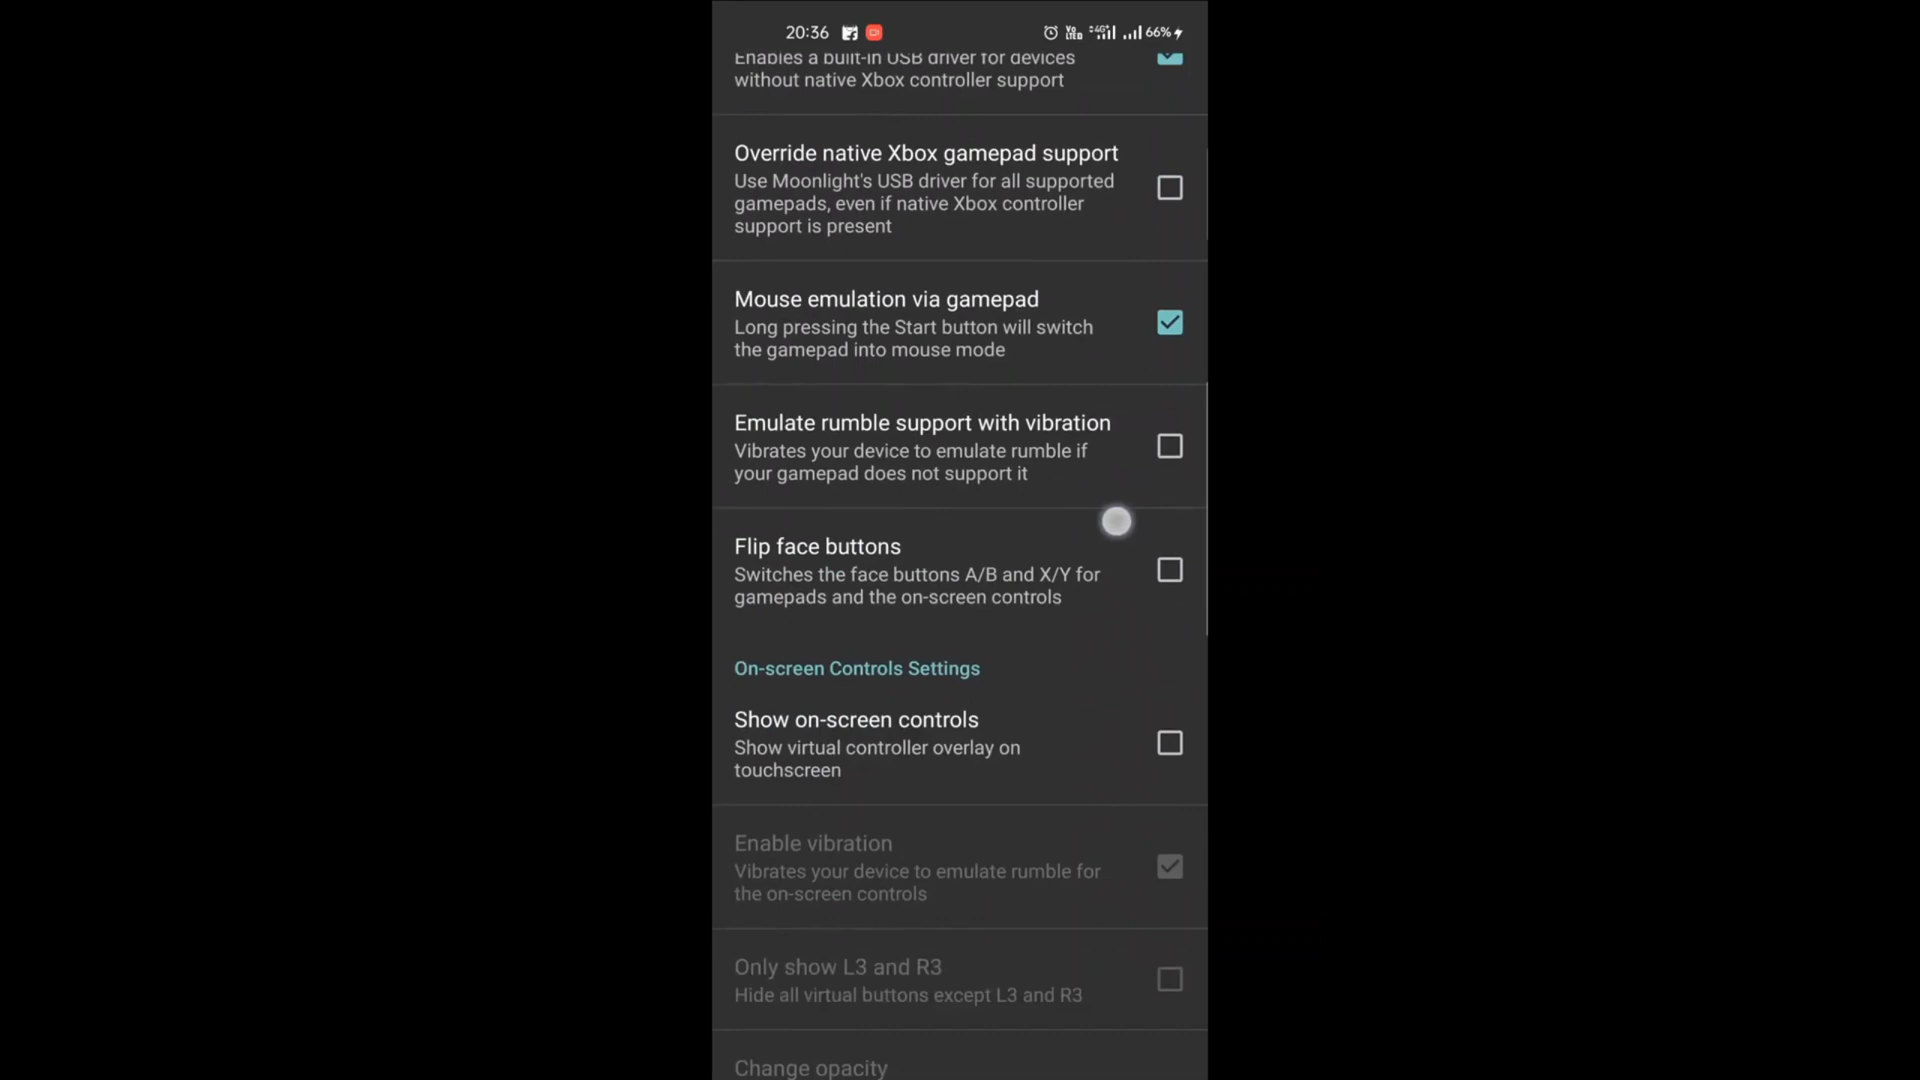 20:36
VoLTED 4G+ 66%
Enables a built-in USB driver for devices
without native Xbox controller support
Override native Xbox gamepad support
Use Moonlight's USB driver for all supported
gamepads, even if native Xbox controller
support is present
Mouse emulation via gamepad
Long pressing the Start button will switch
the gamepad into mouse mode
Emulate rumble support with vibration
Vibrates your device to emulate rumble if
your gamepad does not support it
Flip face buttons
Switches the face buttons A/B and X/Y for
gamepads and the on-screen controls
On-screen Controls Settings
Show on-screen controls
Show virtual controller overlay on
touchscreen
Enable vibration
Vibrates your device to emulate rumble for
the on-screen controls
Only show L3 and R3
Hide all virtual buttons except L3 and R3
Change opacity